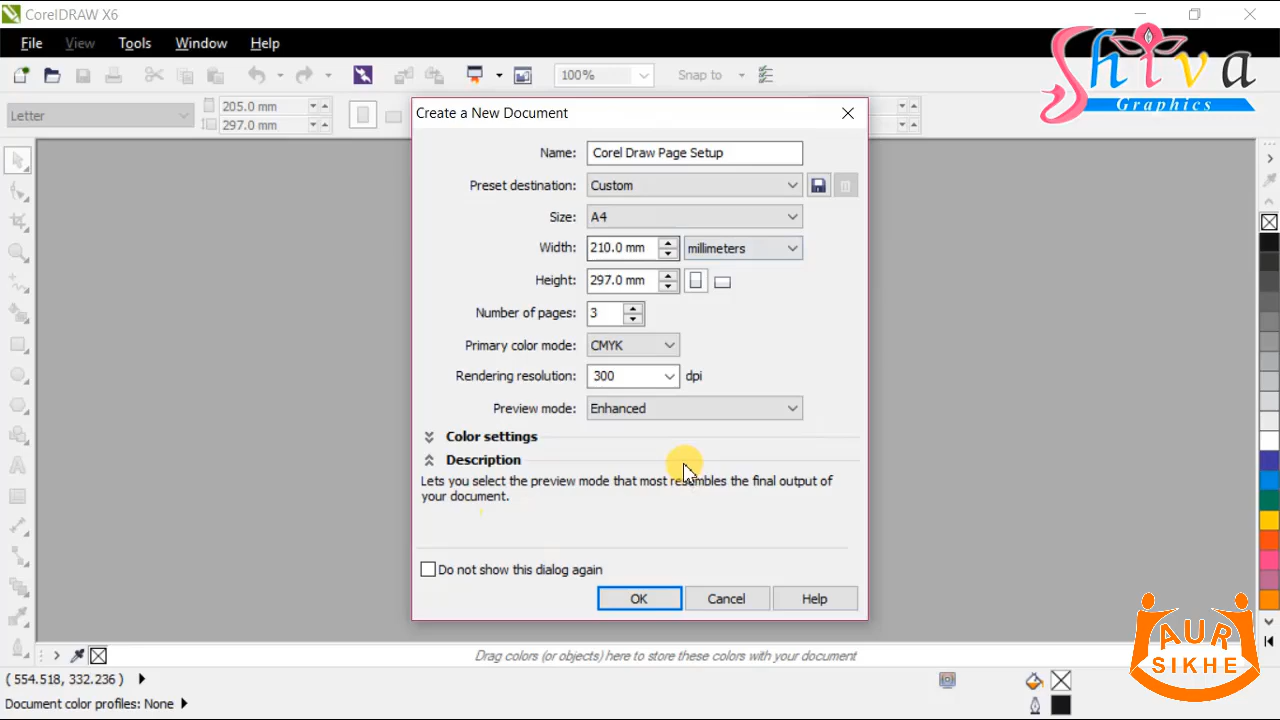 CorelDRAW X6
File View Tools Window Help
100% Snap to
Letter 205.0 mm
297.0 mm
Shiva
Graphics
Create a New Document
Name: Corel Draw Page Setup
Preset destination: Custom
Size: A4
Width: 210.0 mm millimeters
Height: 297.0 mm
Number of pages: 3
Primary color mode: CMYK
Rendering resolution: 300 dpi
Preview mode: Enhanced
Color settings
Description
Lets you select the preview mode that most resembles the final output of
your document.
Do not show this dialog again
OK Cancel Help
Drag colors (or objects) here to store these colors with your document
( 554.518, 332.236 )
Document color profiles: None
AUR
SIKHE